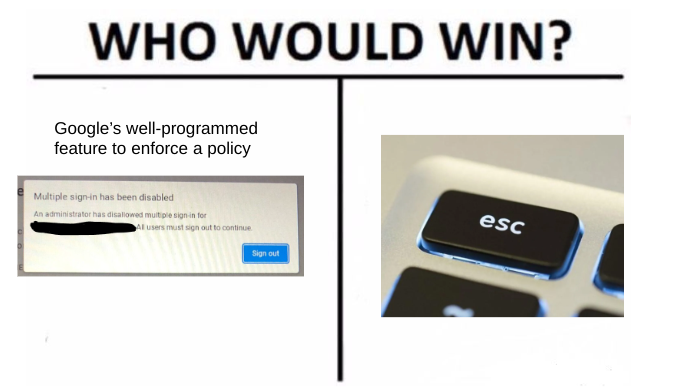 WHO WOULD WIN?
Google's well-programmed
feature to enforce a policy
Multiple sign-in has been disabled
An administrator has disallowed multiple sign-in for
All users must sign out to continue.
Sign out
esc